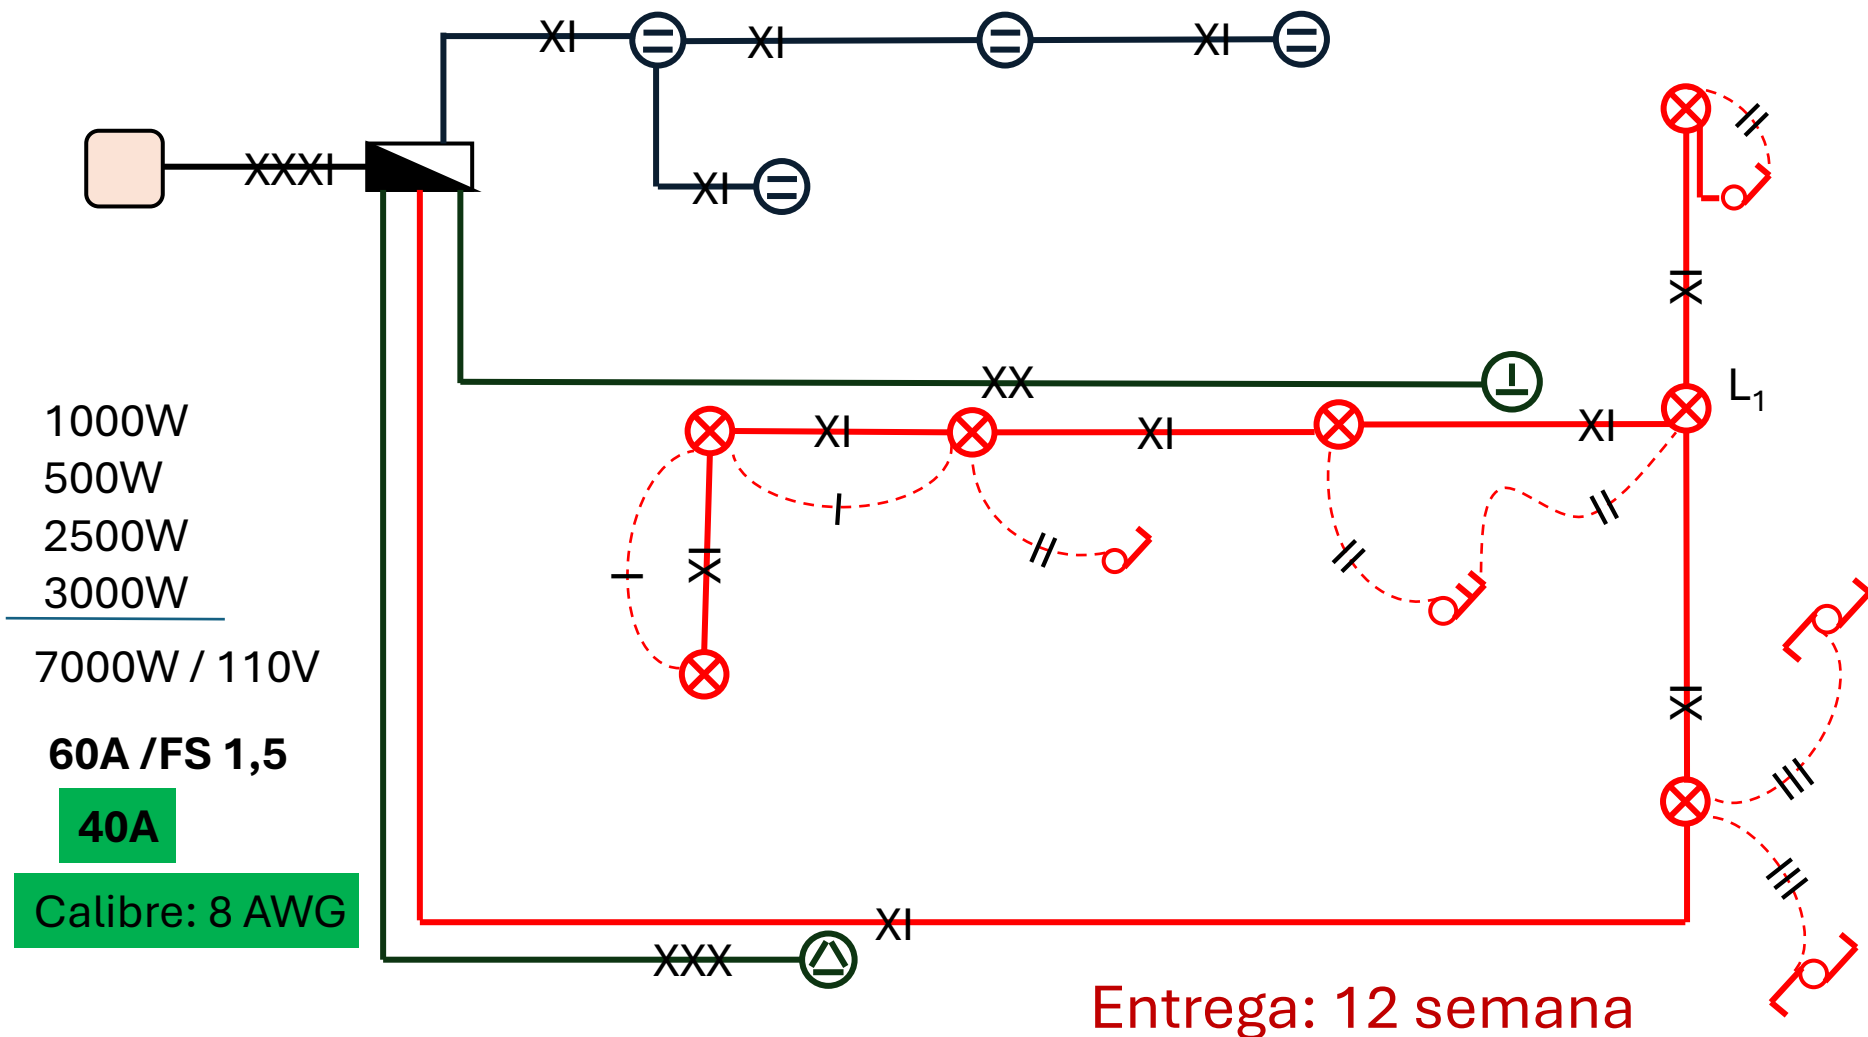 XI
XI
XI
XXXI
XI
XI
XX
L₁
1000W
XI
XI
XI
500W
2500W
XI
3000W
7000W / 110V
XI
60A /FS 1,5
40A
Calibre: 8 AWG
XI
XXX
Entrega: 12 semana